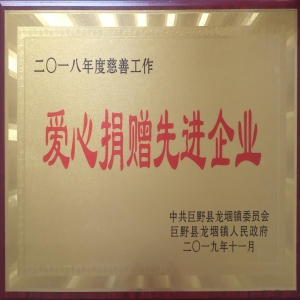 二〇一八年度慈善工作
爱心捐赠先进企业
中共巨野县龙堌镇委员会
巨野县龙堌镇人民政府
二〇一九年十一月